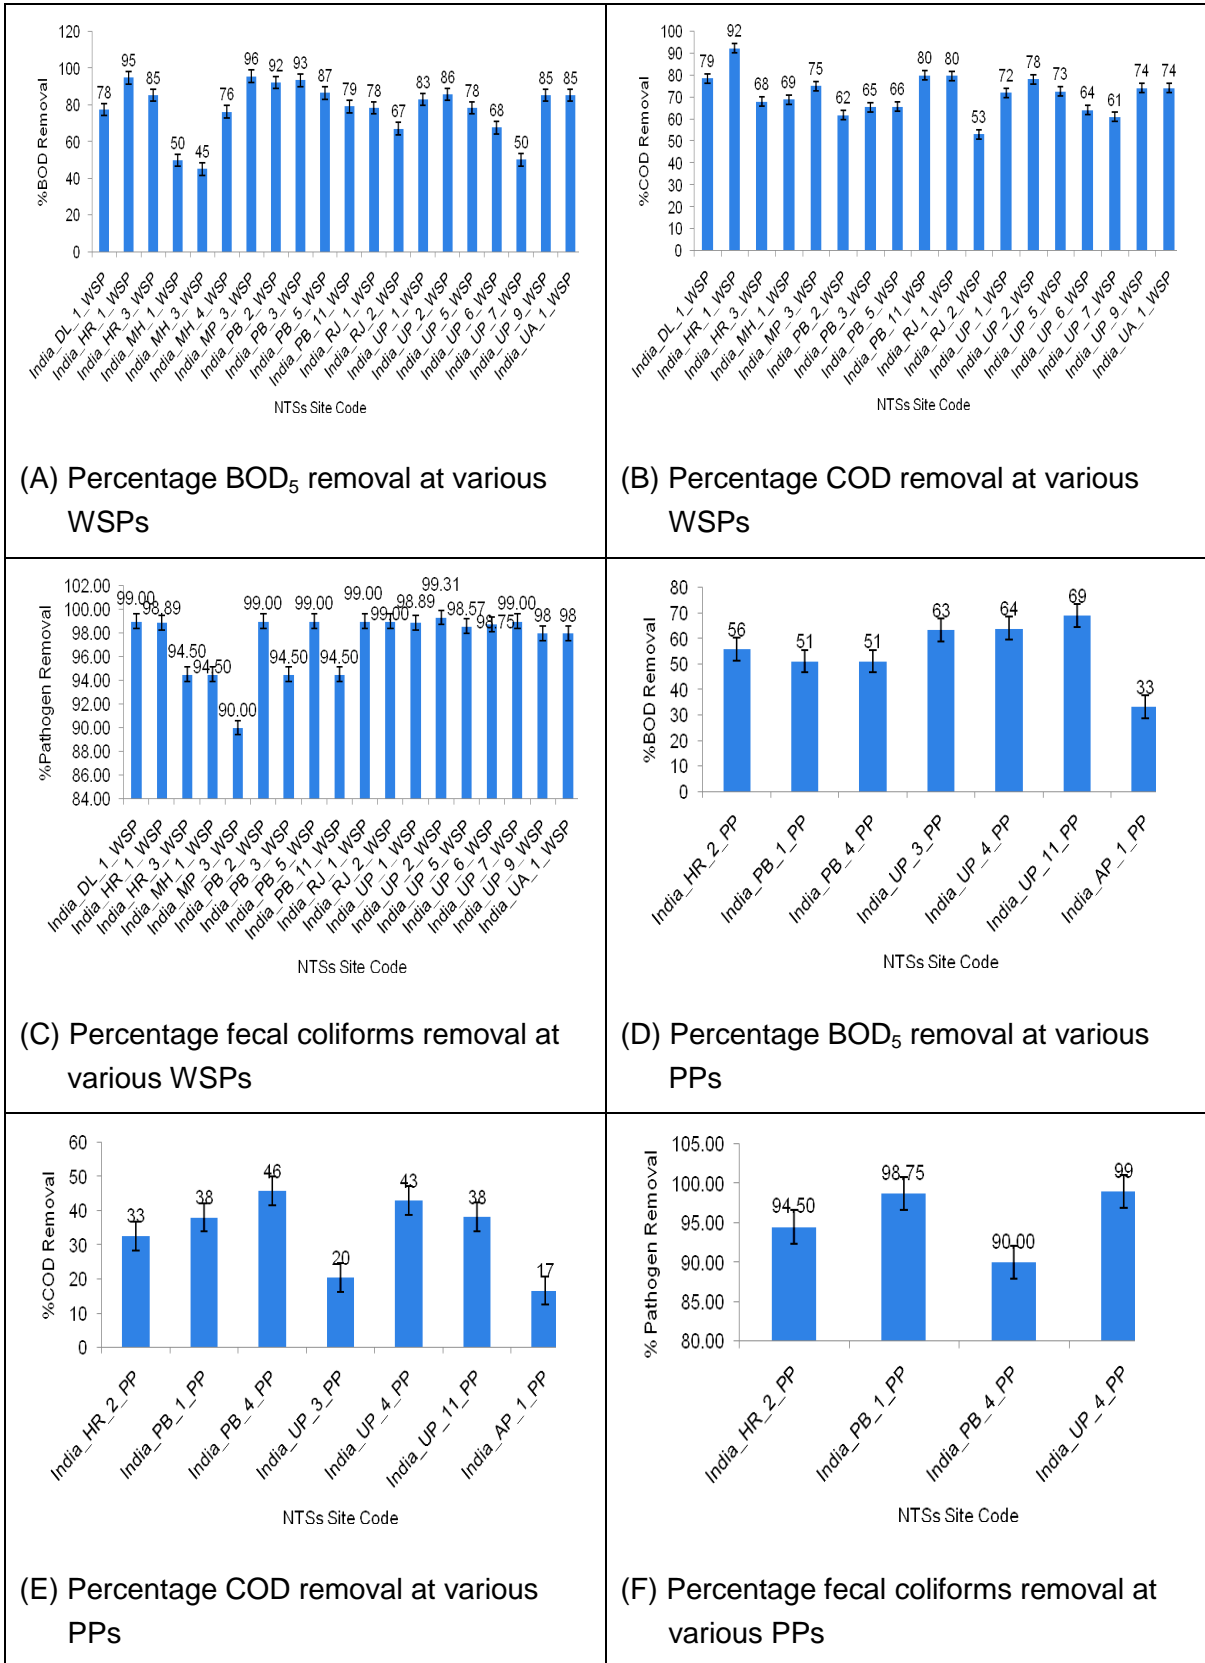 120
100
80
60
40
20
0
%BOD Removal
78
95
85
50
45
76
96
92
93
87
79
78
67
83
86
78
68
50
85
85
India_DL_1_WSP
India_HR_1_WSP
India_HR_3_WSP
India_MH_1_WSP
India_MH_3_WSP
India_MH_4_WSP
India_MP_3_WSP
India_PB_2_WSP
India_PB_3_WSP
India_PB_5_WSP
India_PB_11_WSP
India_RJ_1_WSP
India_RJ_2_WSP
India_UP_1_WSP
India_UP_2_WSP
India_UP_5_WSP
India_UP_6_WSP
India_UP_7_WSP
India_UP_9_WSP
India_UA_1_WSP
NTSs Site Code
(A) Percentage BOD₅ removal at various
WSPs
100
90
80
70
60
50
40
30
20
10
0
%COD Removal
79
92
68
69
75
62
65
66
80
80
53
72
78
73
64
61
74
74
India_DL_1_WSP
India_HR_1_WSP
India_HR_3_WSP
India_MH_1_WSP
India_MP_3_WSP
India_PB_2_WSP
India_PB_3_WSP
India_PB_5_WSP
India_PB_11_WSP
India_RJ_1_WSP
India_RJ_2_WSP
India_UP_1_WSP
India_UP_2_WSP
India_UP_5_WSP
India_UP_6_WSP
India_UP_7_WSP
India_UP_9_WSP
India_UA_1_WSP
NTSs Site Code
(B) Percentage COD removal at various
WSPs
102.00
100.00
98.00
96.00
94.00
92.00
90.00
88.00
86.00
84.00
%Pathogen Removal
99.00
98.89
94.50
94.50
90.00
99.00
94.50
99.00
94.50
99.00
99.00
98.89
99.31
98.57
98.75
99.00
98
98
India_DL_1_WSP
India_HR_1_WSP
India_HR_3_WSP
India_MH_1_WSP
India_MP_3_WSP
India_PB_2_WSP
India_PB_3_WSP
India_PB_5_WSP
India_PB_11_WSP
India_RJ_1_WSP
India_RJ_2_WSP
India_UP_1_WSP
India_UP_2_WSP
India_UP_5_WSP
India_UP_6_WSP
India_UP_7_WSP
India_UP_9_WSP
India_UA_1_WSP
NTSs Site Code
(C) Percentage fecal coliforms removal at
various WSPs
80
70
60
50
40
30
20
10
0
%BOD Removal
56
51
51
63
64
69
33
India_HR_2_PP
India_PB_1_PP
India_PB_4_PP
India_UP_3_PP
India_UP_4_PP
India_UP_11_PP
India_AP_1_PP
NTSs Site Code
(D) Percentage BOD₅ removal at various
PPs
60
50
40
30
20
10
0
%COD Removal
33
38
46
20
43
38
17
India_HR_2_PP
India_PB_1_PP
India_PB_4_PP
India_UP_3_PP
India_UP_4_PP
India_UP_11_PP
India_AP_1_PP
NTSs Site Code
(E) Percentage COD removal at various
PPs
105.00
100.00
95.00
90.00
85.00
80.00
% Pathogen Removal
94.50
98.75
90.00
99
India_HR_2_PP
India_PB_1_PP
India_PB_4_PP
India_UP_4_PP
NTSs Site Code
(F) Percentage fecal coliforms removal at
various PPs